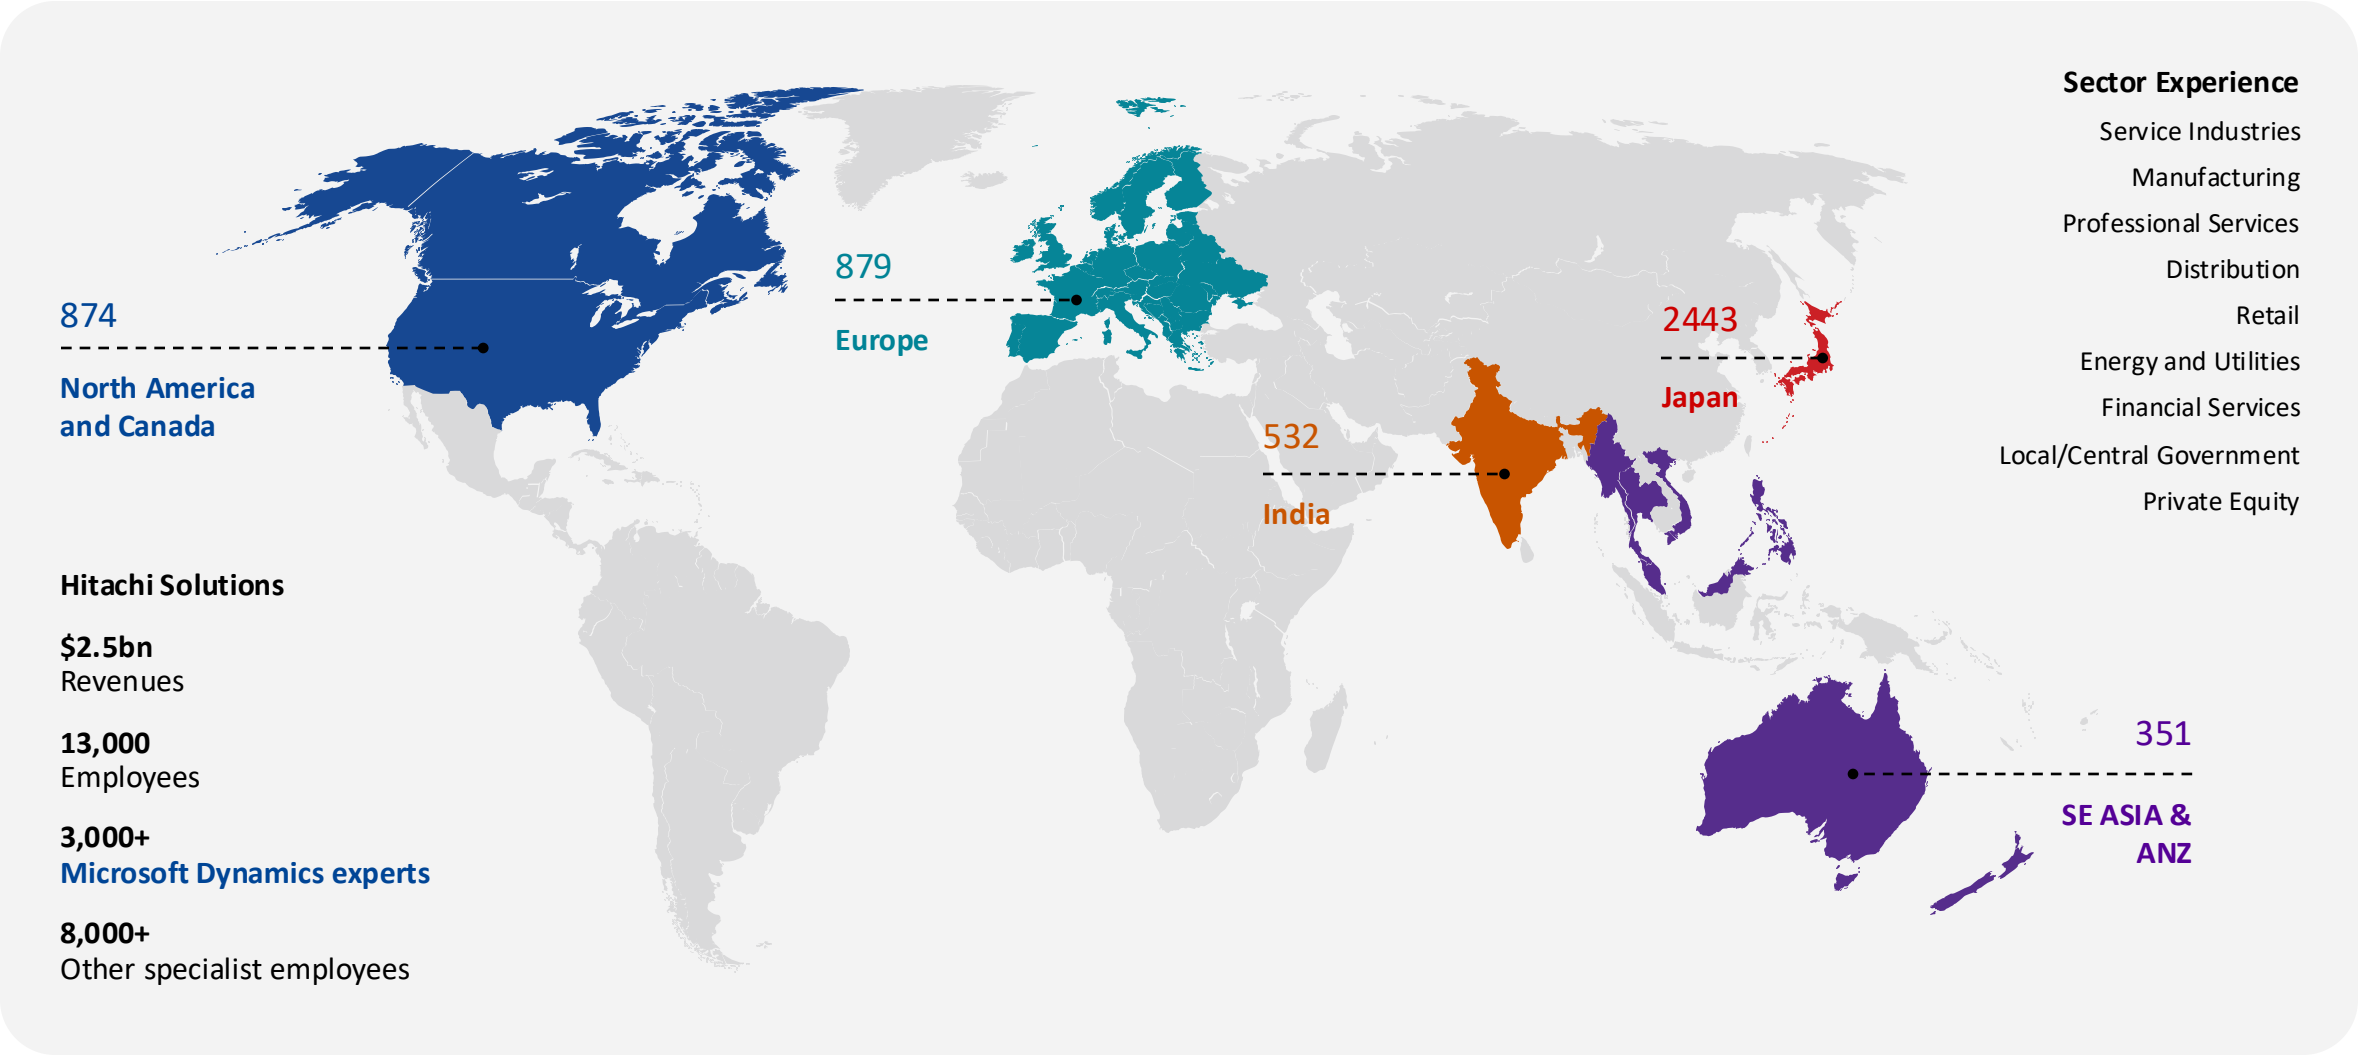 874
North America
and Canada
879
Europe
532
India
2443
Japan
351
SE ASIA &
ANZ
Sector Experience
Service Industries
Manufacturing
Professional Services
Distribution
Retail
Energy and Utilities
Financial Services
Local/Central Government
Private Equity
Hitachi Solutions
$2.5bn
Revenues
13,000
Employees
3,000+
Microsoft Dynamics experts
8,000+
Other specialist employees